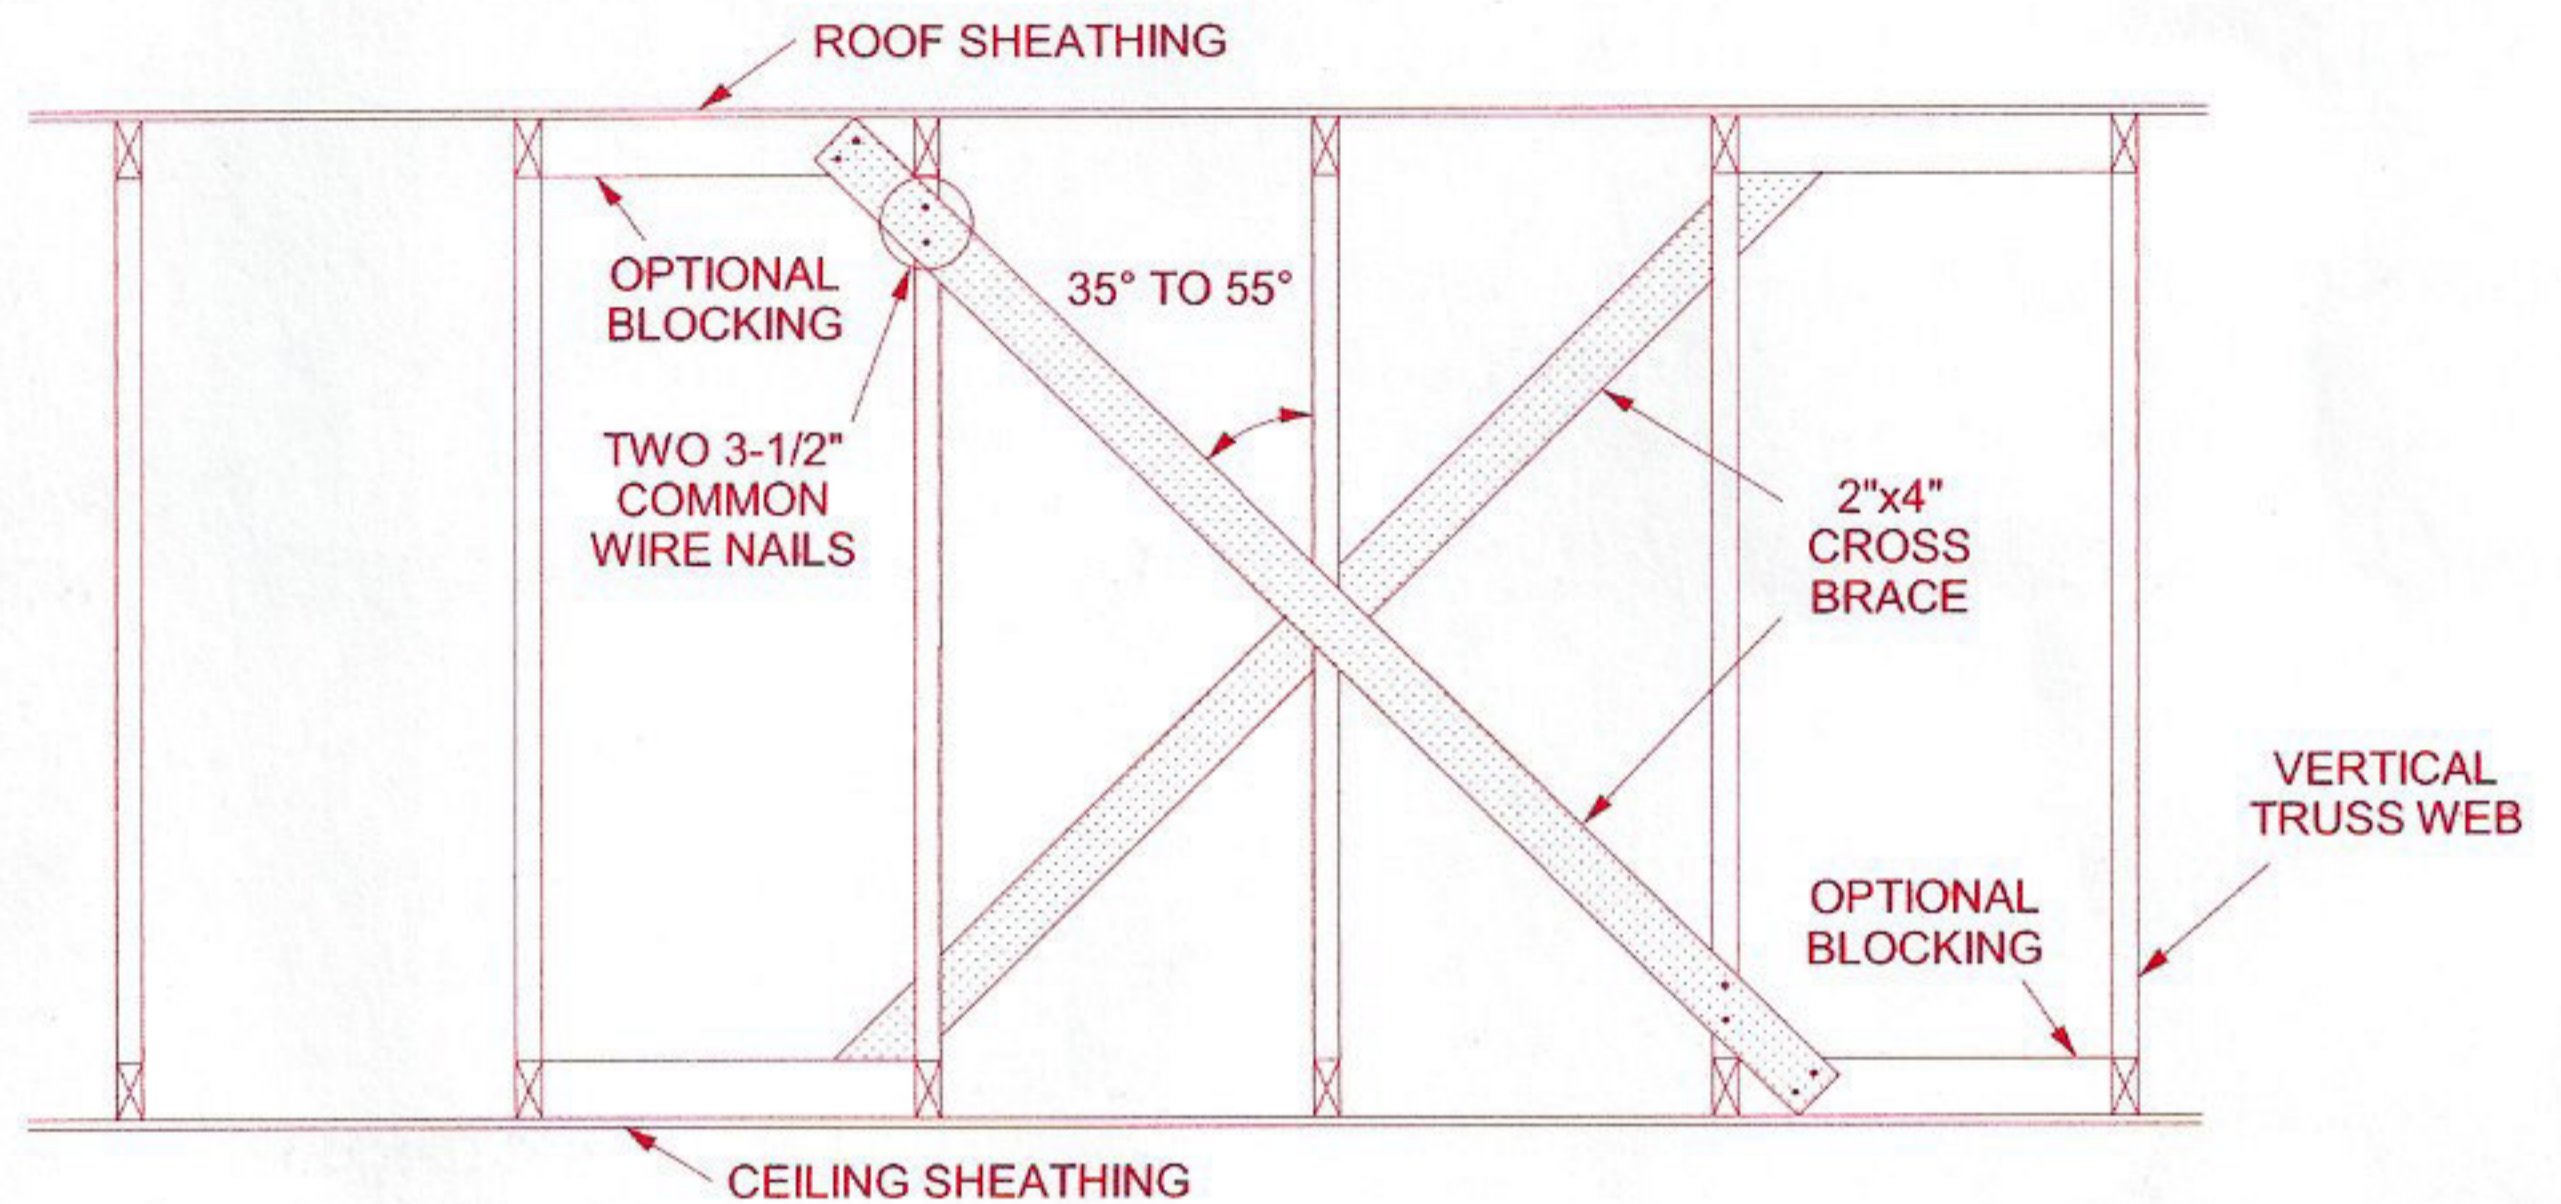 ROOF SHEATHING
OPTIONAL
BLOCKING
35° TO 55°
TWO 3-1/2"
COMMON
WIRE NAILS
2"x4"
CROSS
BRACE
VERTICAL
TRUSS WEB
OPTIONAL
BLOCKING
CEILING SHEATHING